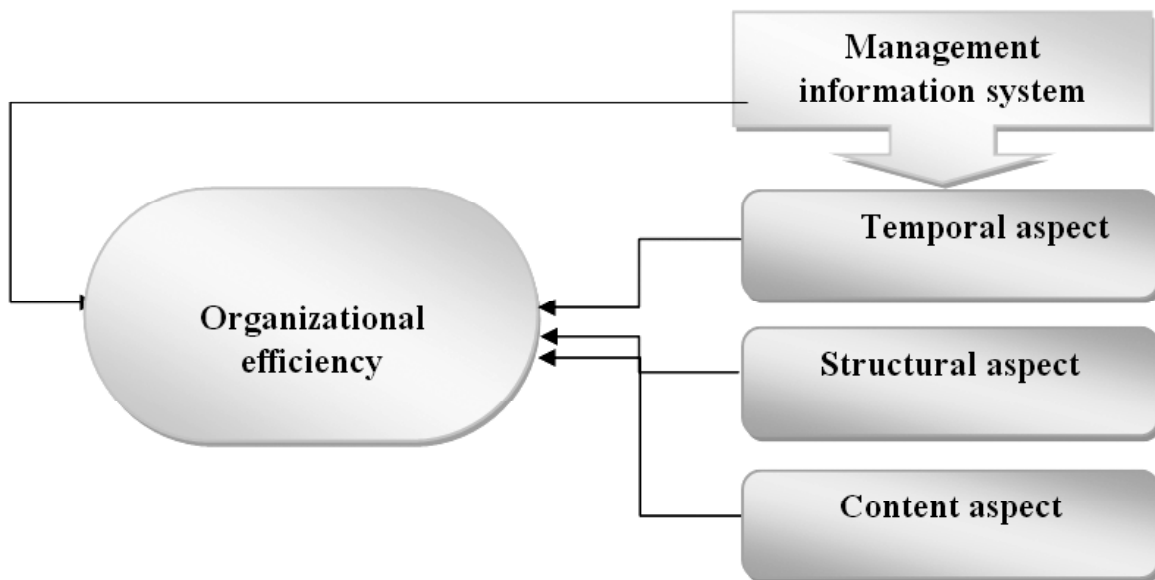 Management
information system
Temporal aspect
Organizational
efficiency
Structural aspect
Content aspect